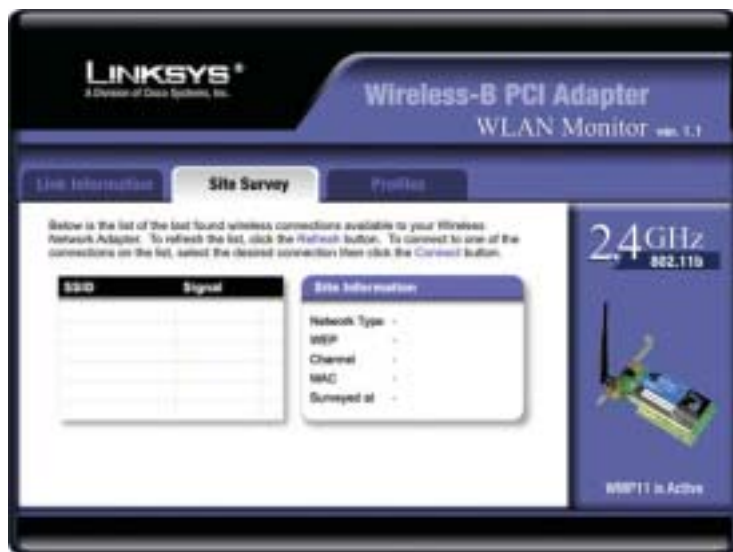 LINKSYS®
A Division of Cisco Systems, Inc.
Wireless-B PCI Adapter
WLAN Monitor ver. 1.1
Link Information
Site Survey
Profiles
Below is the list of the last found wireless connections available to your Wireless
Network Adapter. To refresh the list, click the Refresh button. To connect to one of the
connections on the list, select the desired connection then click the Connect button.
SSID Signal
Site Information
Network Type -
WEP -
Channel -
MAC -
Surveyed at -
2.4GHz
802.11b
WMP11 is Active